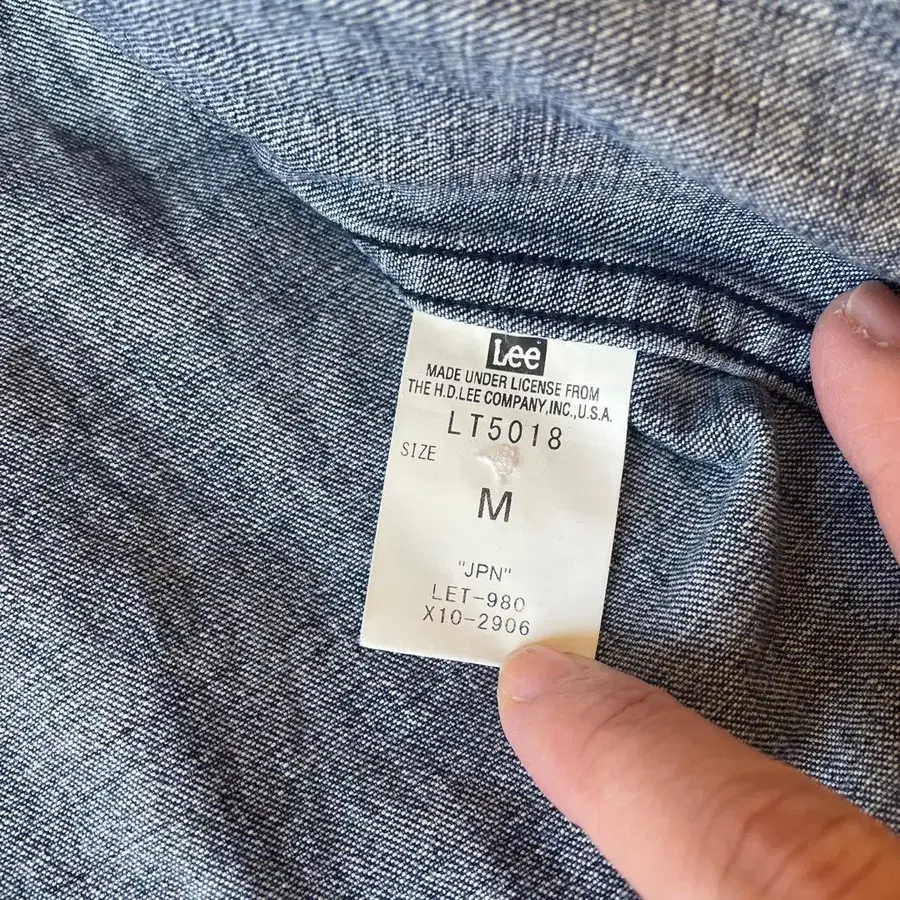 Lee
MADE UNDER LICENSE FROM
THE H.D.LEE COMPANY,INC.,U.S.A.
LT5018
SIZE
M
"JPN"
LET-980
X10-2906